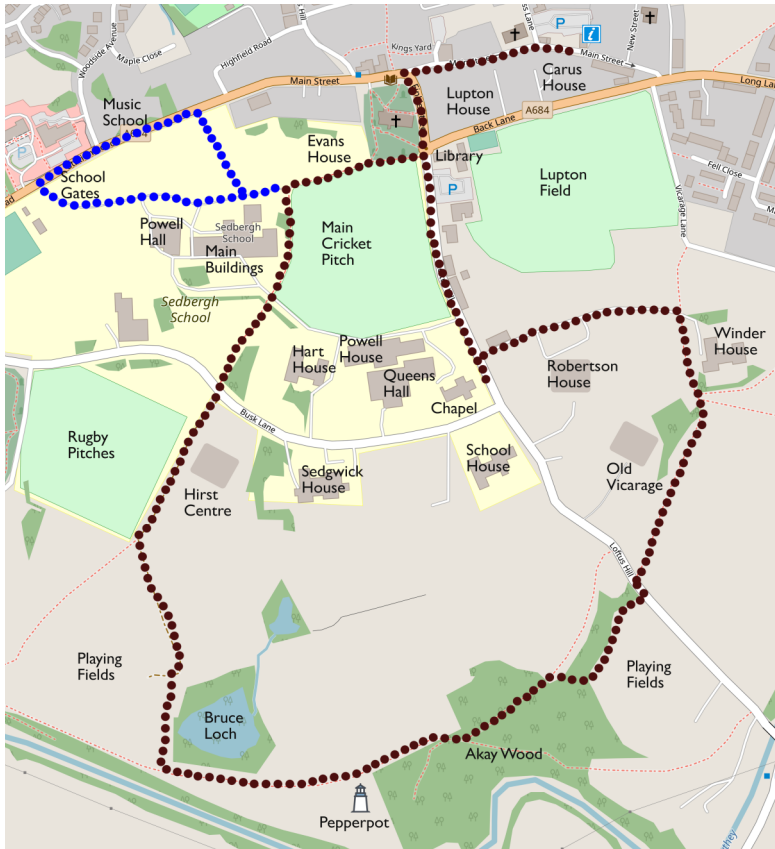 Woodside Avenue
Maple Close
Highfield Road
Hill
Kings Yard
P
i
New Street
Main Street
Main Street
Music
School
Carus
House
Lupton
House
Long La
A684
Back Lane
Evans
House
Library
School
Gates
P
Lupton
Field
Fell Close
Vicarage Lane
Powell
Hall
Sedbergh
School
Main
Buildings
Main
Cricket
Pitch
Sedbergh
School
Winder
House
Hart
House
Powell
House
Queens
Hall
Robertson
House
Chapel
Busk Lane
Rugby
Pitches
School
House
Sedgwick
House
Old
Vicarage
Hirst
Centre
Loftus Hill
Playing
Fields
Playing
Fields
Bruce
Loch
Akay Wood
Pepperpot